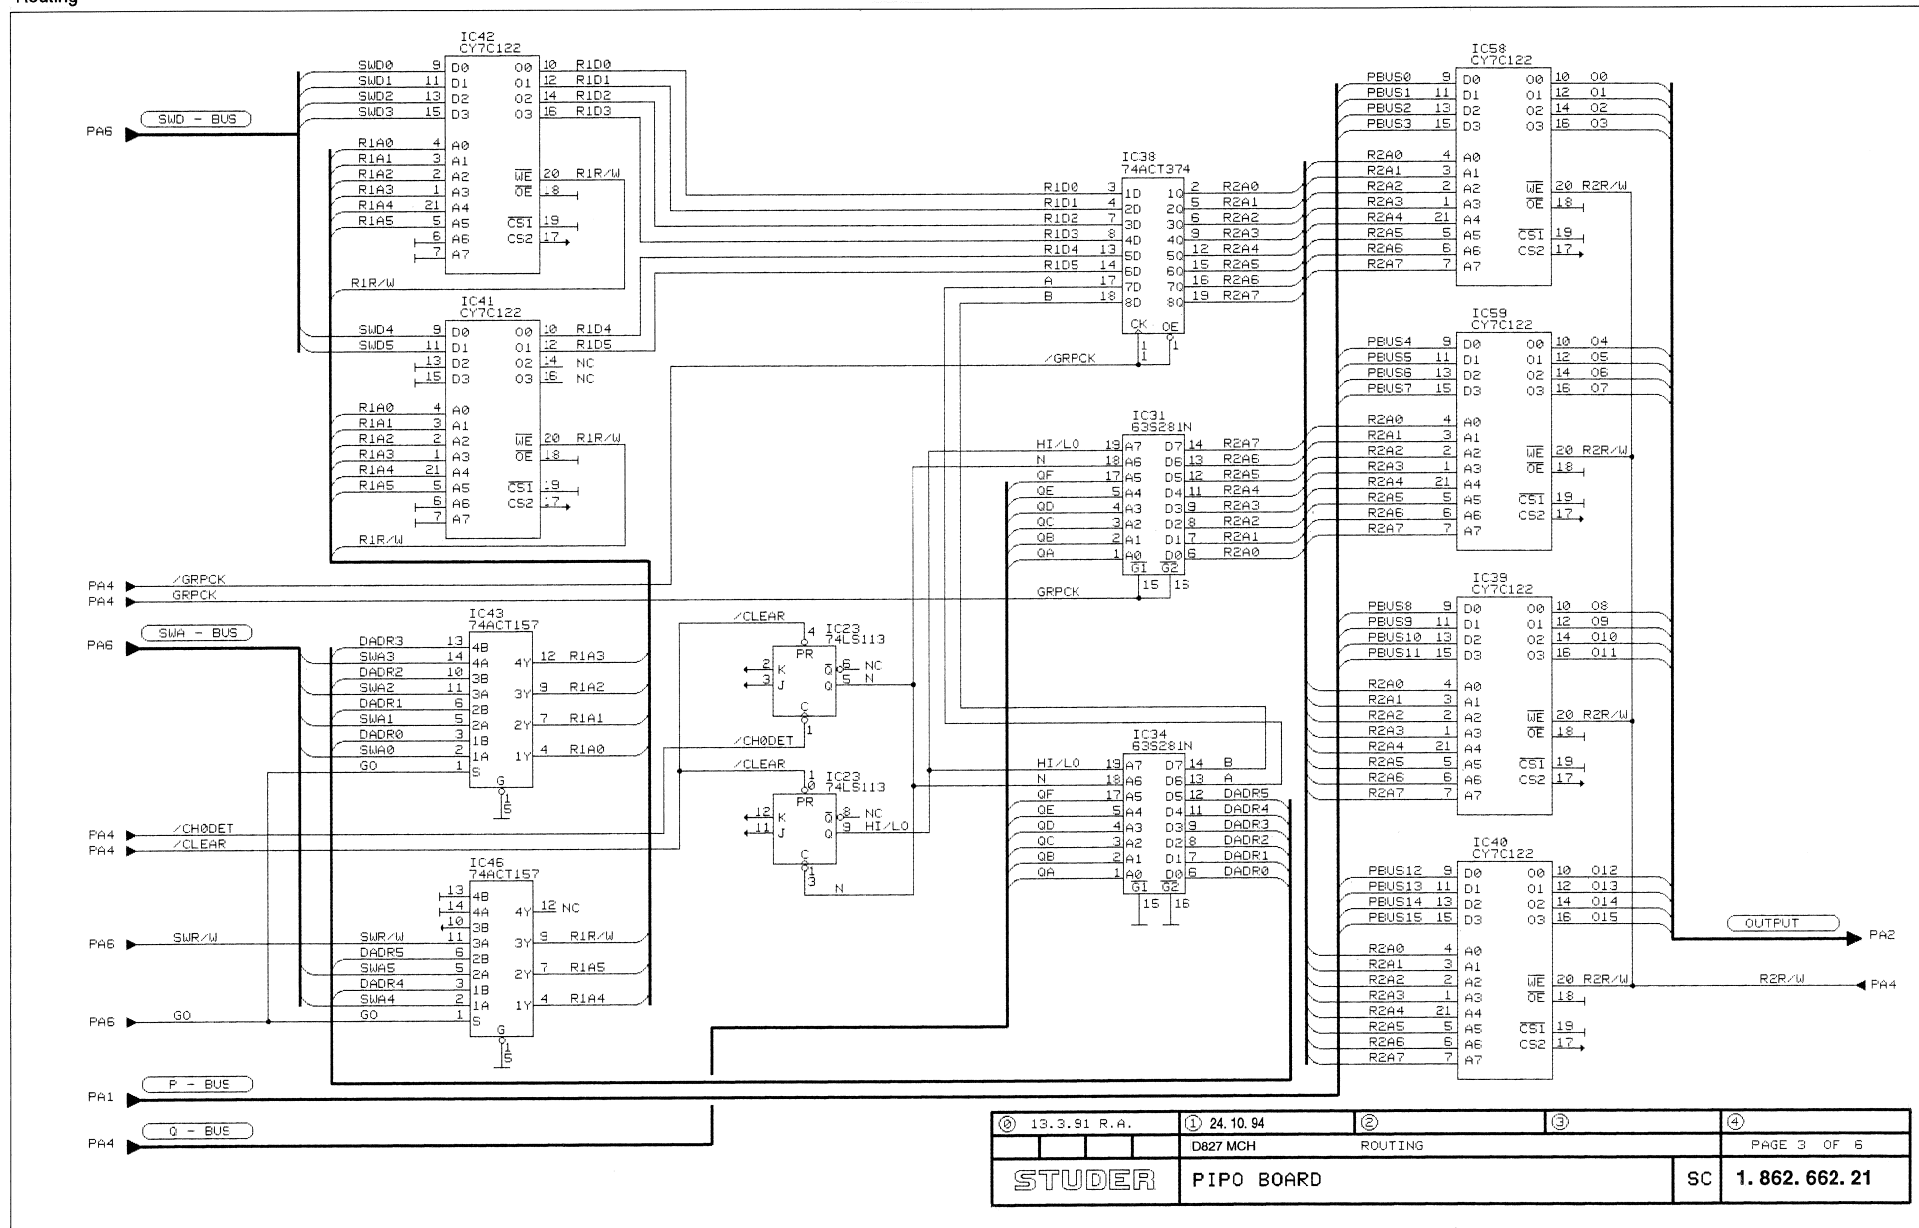 Routing
IC42
CY7C122
SWD0 9 D0 O0 10 R1D0
SWD1 11 D1 O1 12 R1D1
SWD2 13 D2 O2 14 R1D2
SWD3 15 D3 O3 16 R1D3
R1A0 4 A0
R1A1 3 A1
R1A2 2 A2 WE 20 R1R/W
R1A3 1 A3 OE 18
R1A4 21 A4
R1A5 5 A5 CS1 19
6 A6 CS2 17
7 A7
R1R/W
SWD - BUS
PA6
IC41
CY7C122
SWD4 9 D0 O0 10 R1D4
SWD5 11 D1 O1 12 R1D5
13 D2 O2 14 NC
15 D3 O3 16 NC
R1A0 4 A0
R1A1 3 A1
R1A2 2 A2 WE 20 R1R/W
R1A3 1 A3 OE 18
R1A4 21 A4
R1A5 5 A5 CS1 19
6 A6 CS2 17
7 A7
R1R/W
PA4 /GRPCK
PA4 GRPCK
SWA - BUS
PA6
IC43
74ACT157
DADR3 13 4B
SWA3 14 4A 4Y 12 R1A3
DADR2 10 3B
SWA2 11 3A 3Y 9 R1A2
DADR1 6 2B
SWA1 5 2A 2Y 7 R1A1
DADR0 3 1B
SWA0 2 1A 1Y 4 R1A0
GO 1 S
G
15
PA4 /CH0DET
PA4 /CLEAR
IC46
74ACT157
13 4B
14 4A 4Y 12 NC
10 3B
PA6 SWR/W SWR/W 11 3A 3Y 9 R1R/W
DADR5 6 2B
SWA5 5 2A 2Y 7 R1A5
DADR4 3 1B
SWA4 2 1A 1Y 4 R1A4
PA6 GO GO 1 S
G
15
P - BUS
PA1
Q - BUS
PA4
IC38
74ACT374
R1D0 3 1D 1Q 2 R2A0
R1D1 4 2D 2Q 5 R2A1
R1D2 7 3D 3Q 6 R2A2
R1D3 8 4D 4Q 9 R2A3
R1D4 13 5D 5Q 12 R2A4
R1D5 14 6D 6Q 15 R2A5
A 17 7D 7Q 16 R2A6
B 18 8D 8Q 19 R2A7
CK OE
11 1
/GRPCK
IC31
63S281N
HI/LO 19 A7 D7 14 R2A7
N 18 A6 D6 13 R2A6
QF 17 A5 D5 12 R2A5
QE 5 A4 D4 11 R2A4
QD 4 A3 D3 9 R2A3
QC 3 A2 D2 8 R2A2
QB 2 A1 D1 7 R2A1
QA 1 A0 D0 6 R2A0
G1 G2
GRPCK 15 16
/CLEAR 4
IC23
74LS113
PR
2 K Q 6 NC
3 J Q 5 N
C
1
/CH0DET
/CLEAR 10
IC23
74LS113
PR
12 K Q 8 NC
11 J Q 9 HI/LO
C
13
N
IC34
63S281N
HI/LO 19 A7 D7 14 B
N 18 A6 D6 13 A
QF 17 A5 D5 12 DADR5
QE 5 A4 D4 11 DADR4
QD 4 A3 D3 9 DADR3
QC 3 A2 D2 8 DADR2
QB 2 A1 D1 7 DADR1
QA 1 A0 D0 6 DADR0
G1 G2
15 16
IC58
CY7C122
PBUS0 9 D0 O0 10 O0
PBUS1 11 D1 O1 12 O1
PBUS2 13 D2 O2 14 O2
PBUS3 15 D3 O3 16 O3
R2A0 4 A0
R2A1 3 A1
R2A2 2 A2 WE 20 R2R/W
R2A3 1 A3 OE 18
R2A4 21 A4
R2A5 5 A5 CS1 19
R2A6 6 A6 CS2 17
R2A7 7 A7
IC59
CY7C122
PBUS4 9 D0 O0 10 O4
PBUS5 11 D1 O1 12 O5
PBUS6 13 D2 O2 14 O6
PBUS7 15 D3 O3 16 O7
R2A0 4 A0
R2A1 3 A1
R2A2 2 A2 WE 20 R2R/W
R2A3 1 A3 OE 18
R2A4 21 A4
R2A5 5 A5 CS1 19
R2A6 6 A6 CS2 17
R2A7 7 A7
IC39
CY7C122
PBUS8 9 D0 O0 10 O8
PBUS9 11 D1 O1 12 O9
PBUS10 13 D2 O2 14 O10
PBUS11 15 D3 O3 16 O11
R2A0 4 A0
R2A1 3 A1
R2A2 2 A2 WE 20 R2R/W
R2A3 1 A3 OE 18
R2A4 21 A4
R2A5 5 A5 CS1 19
R2A6 6 A6 CS2 17
R2A7 7 A7
IC40
CY7C122
PBUS12 9 D0 O0 10 O12
PBUS13 11 D1 O1 12 O13
PBUS14 13 D2 O2 14 O14
PBUS15 15 D3 O3 16 O15
R2A0 4 A0
R2A1 3 A1
R2A2 2 A2 WE 20 R2R/W
R2A3 1 A3 OE 18
R2A4 21 A4
R2A5 5 A5 CS1 19
R2A6 6 A6 CS2 17
R2A7 7 A7
OUTPUT
PA2
R2R/W PA4
⓪ 13.3.91 R.A. ① 24.10.94 ② ③ ④
D827 MCH ROUTING PAGE 3 OF 6
STUDER PIPO BOARD SC 1.862.662.21